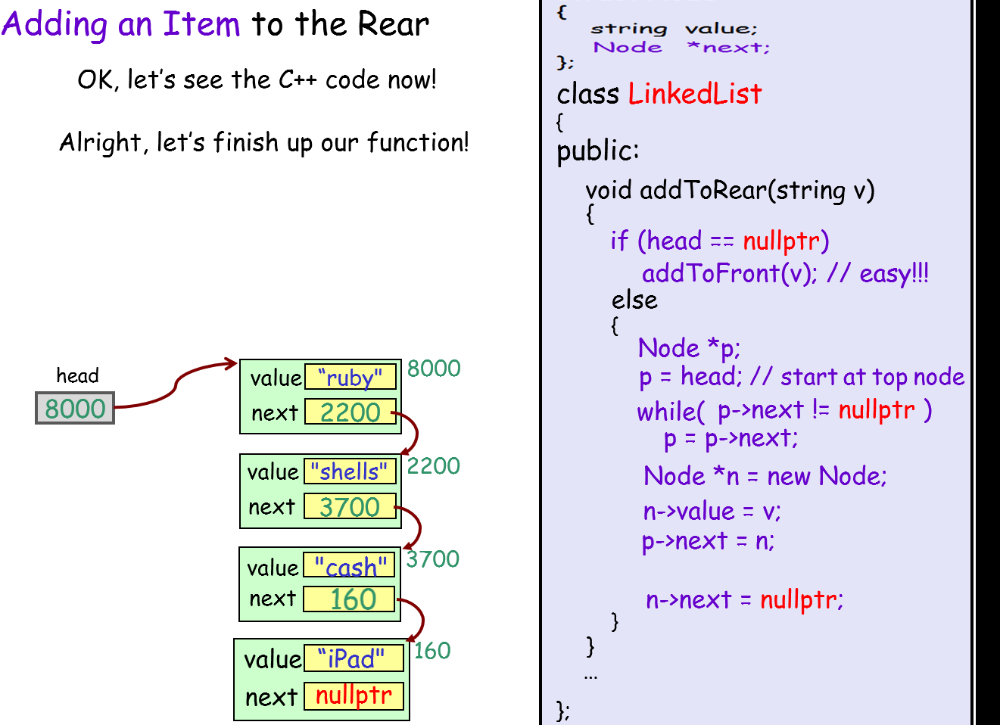 Adding an Item to the Rear
OK, let's see the C++ code now!
Alright, let's finish up our function!
head
8000
value "ruby"
next 2200
8000
value "shells"
next 3700
2200
value "cash"
next 160
3700
value "iPad"
next nullptr
160
{
string value;
Node *next;
};
class LinkedList
{
public:
void addToRear(string v)
{
if (head == nullptr)
addToFront(v); // easy!!!
else
{
Node *p;
p = head; // start at top node
while( p->next != nullptr )
p = p->next;
Node *n = new Node;
n->value = v;
p->next = n;
n->next = nullptr;
}
}
...
};